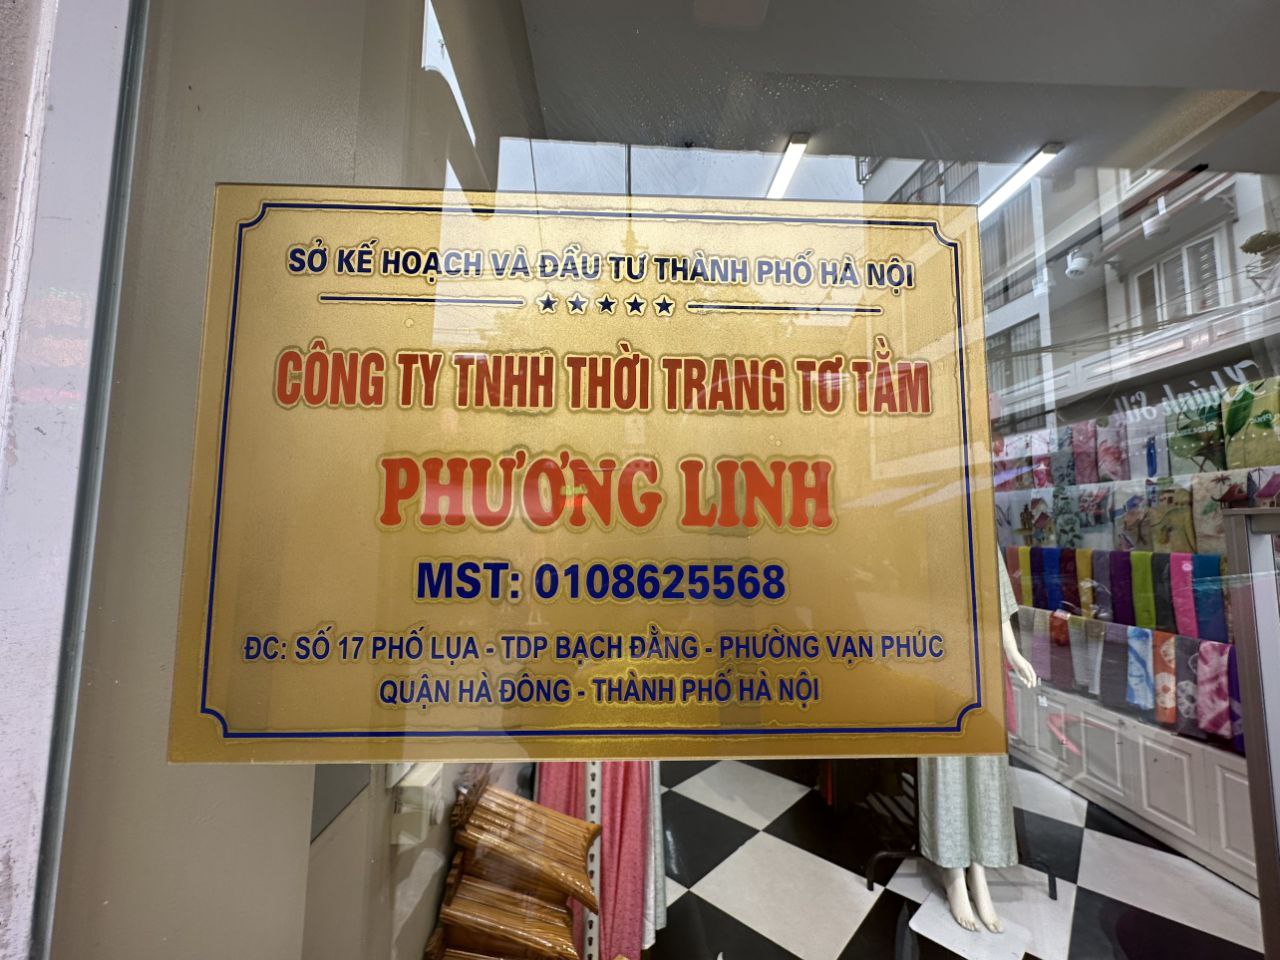 SỞ KẾ HOẠCH VÀ ĐẦU TƯ THÀNH PHỐ HÀ NỘI
CÔNG TY TNHH THỜI TRANG TƠ TẰM
PHƯƠNG LINH
MST: 0108625568
ĐC: SỐ 17 PHỐ LỤA - TDP BẠCH ĐẰNG - PHƯỜNG VẠN PHÚC
QUẬN HÀ ĐÔNG - THÀNH PHỐ HÀ NỘI
Khánh Silk